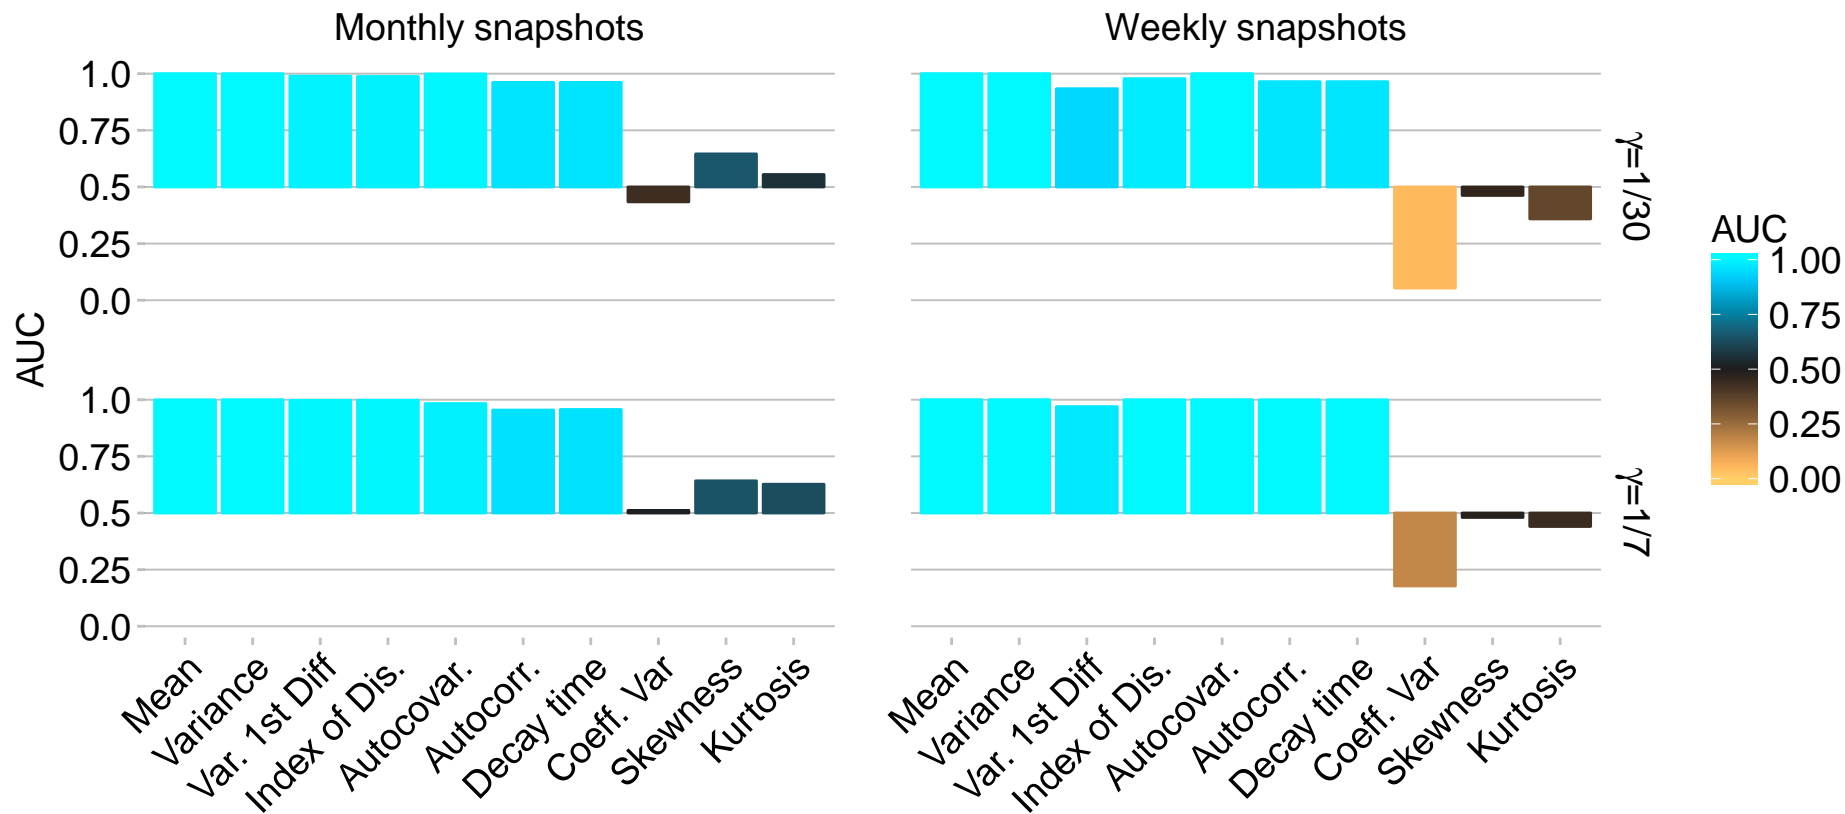 Monthly snapshots
Weekly snapshots
AUC
1.0
0.75
0.5
0.25
0.0
γ=1/30
1.0
0.75
0.5
0.25
0.0
γ=1/7
Mean
Variance
Var. 1st Diff
Index of Dis.
Autocovar.
Autocorr.
Decay time
Coeff. Var
Skewness
Kurtosis
Mean
Variance
Var. 1st Diff
Index of Dis.
Autocovar.
Autocorr.
Decay time
Coeff. Var
Skewness
Kurtosis
AUC
1.00
0.75
0.50
0.25
0.00